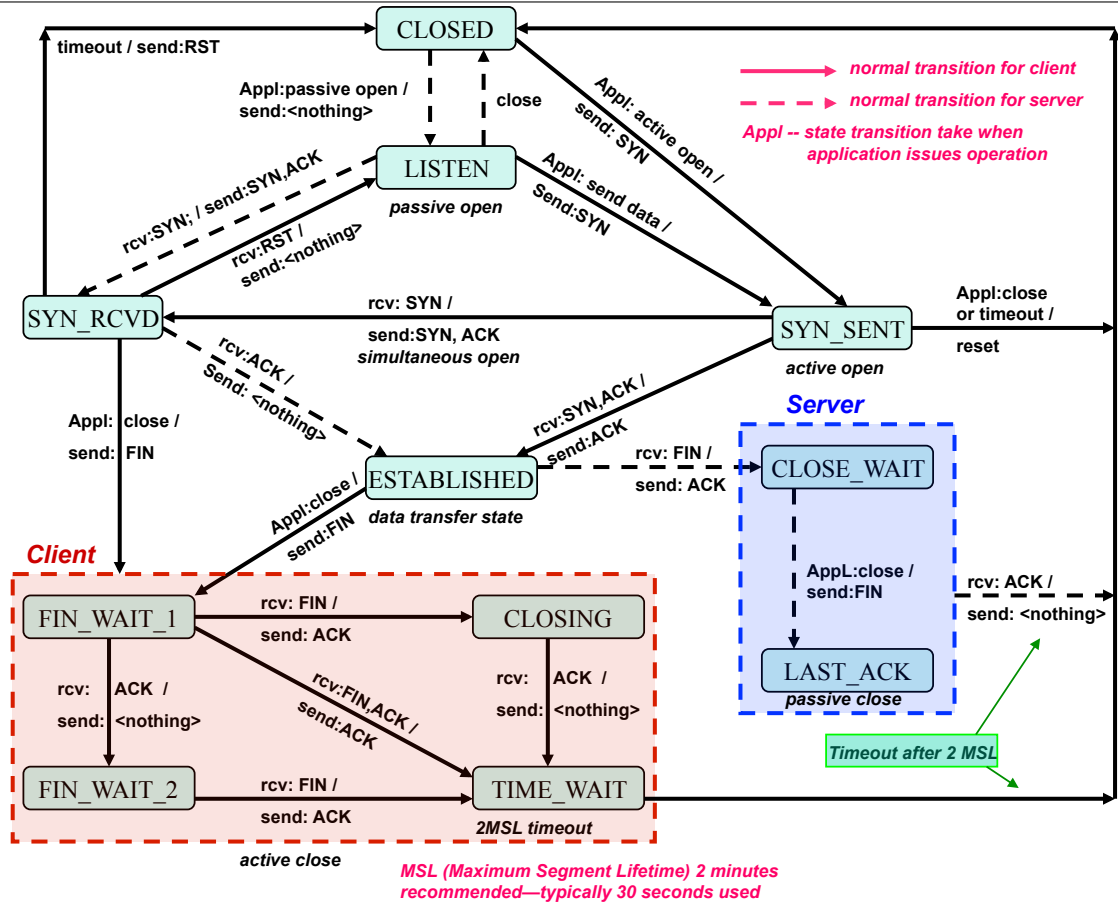 CLOSED
timeout / send:RST
Appl:passive open /
send:<nothing>
close
Appl: active open /
send: SYN
normal transition for client
normal transition for server
Appl -- state transition take when
application issues operation
LISTEN
passive open
rcv:SYN; / send:SYN,ACK
rcv:RST /
send:<nothing>
Appl: send data /
Send:SYN
SYN_RCVD
rcv: SYN /
send:SYN, ACK
simultaneous open
SYN_SENT
active open
Appl:close
or timeout /
reset
rcv:ACK /
Send: <nothing>
rcv:SYN,ACK /
send:ACK
Appl: close /
send: FIN
Server
ESTABLISHED
data transfer state
rcv: FIN /
send: ACK
CLOSE_WAIT
Appl:close /
send:FIN
AppL:close /
send:FIN
rcv: ACK /
send: <nothing>
LAST_ACK
passive close
Client
FIN_WAIT_1
rcv: FIN /
send: ACK
CLOSING
rcv: ACK /
send: <nothing>
rcv:FIN,ACK /
send:ACK
rcv: ACK /
send: <nothing>
Timeout after 2 MSL
FIN_WAIT_2
rcv: FIN /
send: ACK
TIME_WAIT
2MSL timeout
active close
MSL (Maximum Segment Lifetime) 2 minutes
recommended—typically 30 seconds used